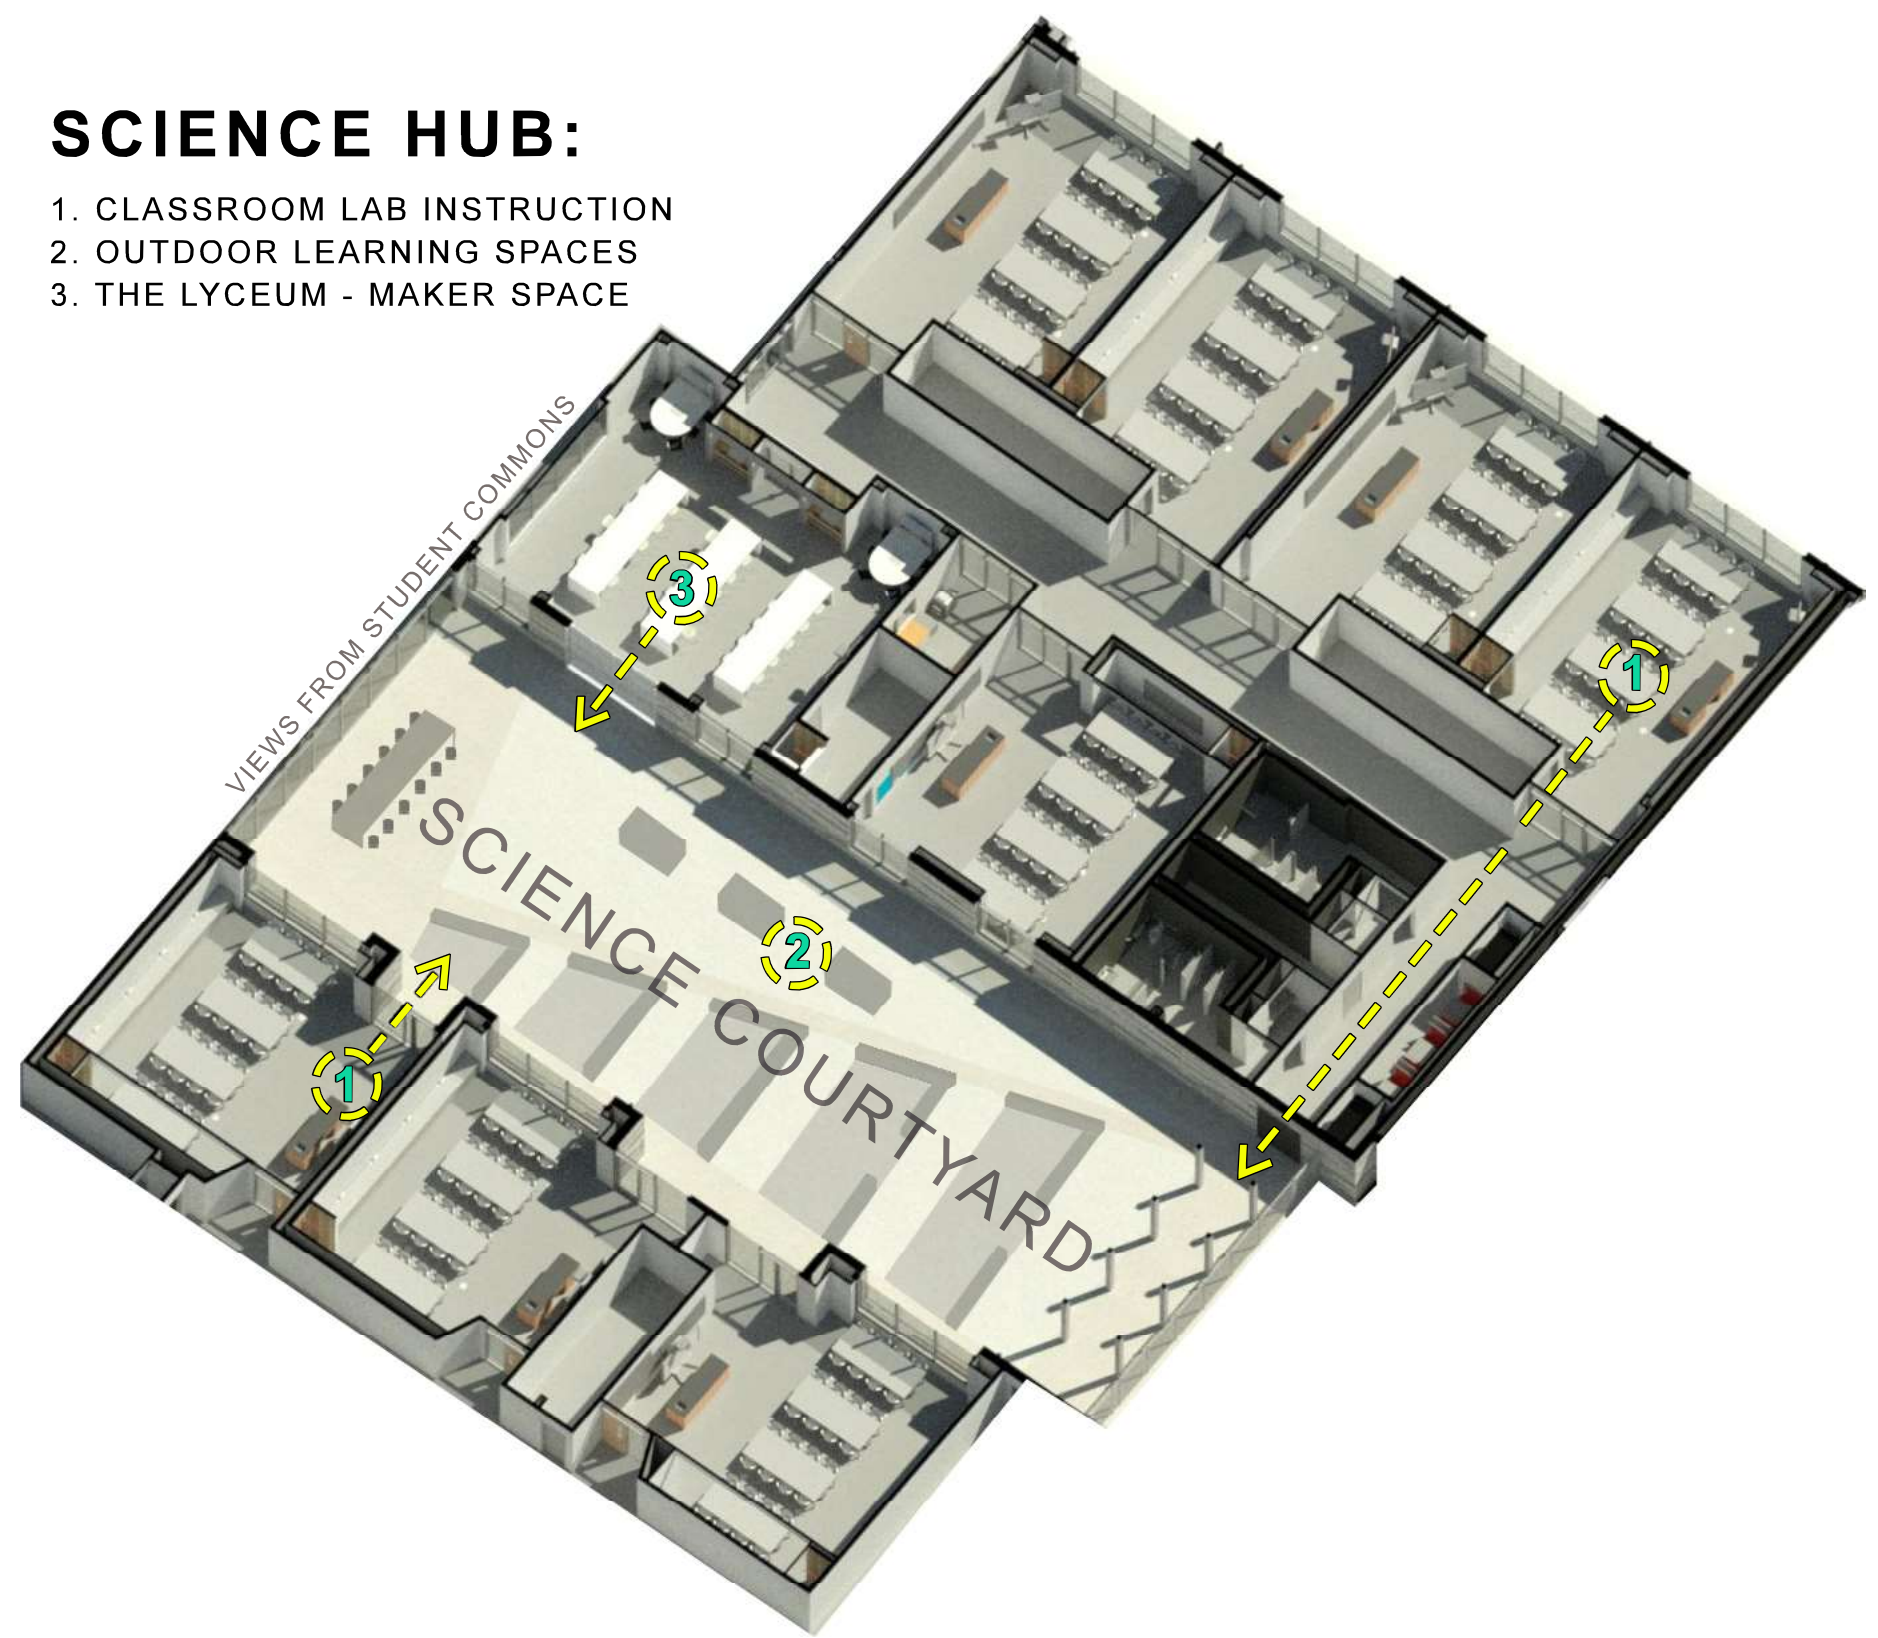 SCIENCE HUB:
1. CLASSROOM LAB INSTRUCTION
2. OUTDOOR LEARNING SPACES
3. THE LYCEUM - MAKER SPACE
VIEWS FROM STUDENT COMMONS
3
1
SCIENCE COURTYARD
2
1